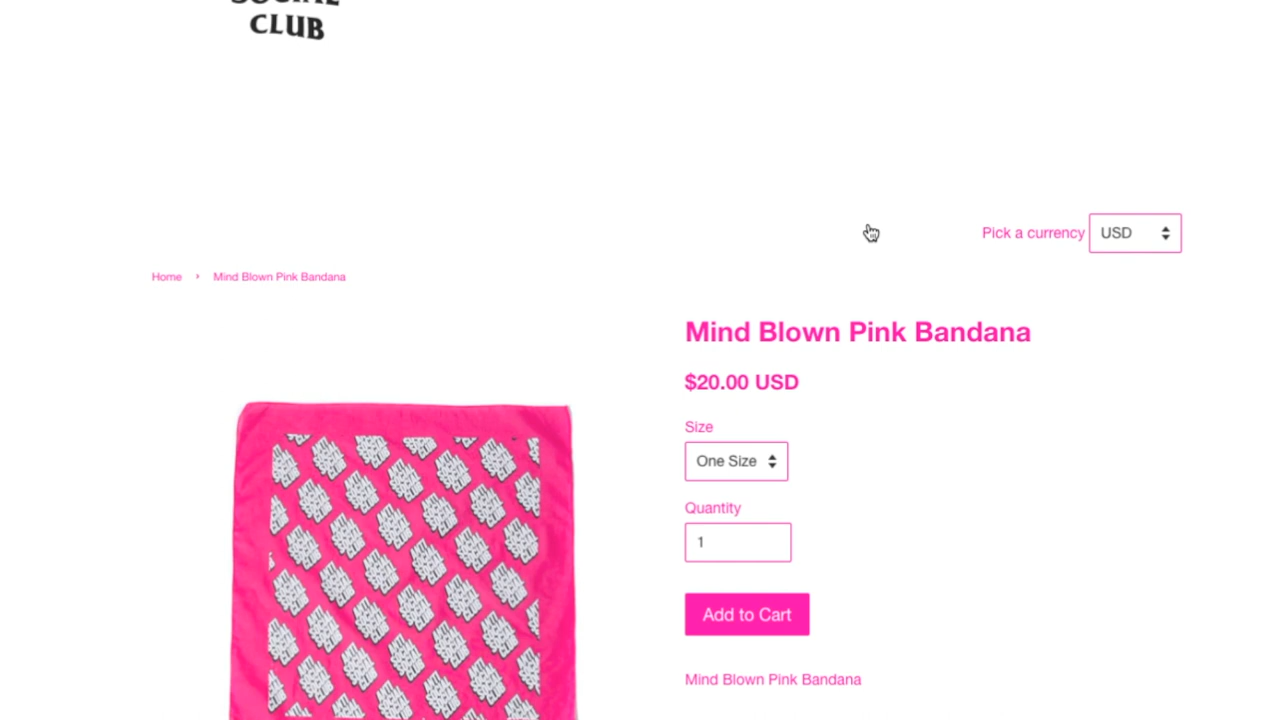 SOCIAL
CLUB
Pick a currency USD
Home › Mind Blown Pink Bandana
Mind Blown Pink Bandana
$20.00 USD
Size
One Size
Quantity
1
Add to Cart
Mind Blown Pink Bandana